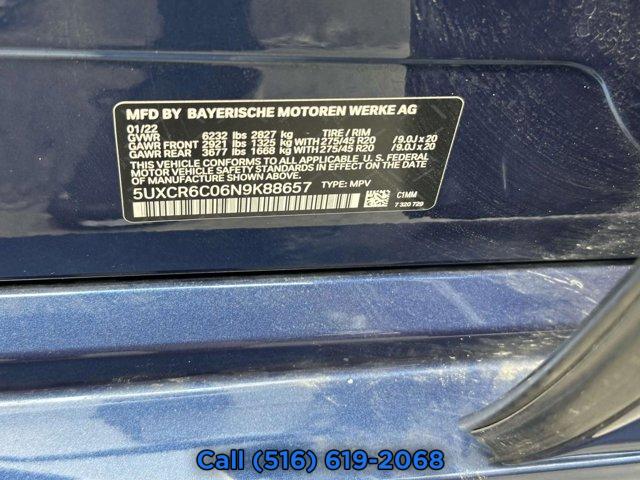 MFD BY BAYERISCHE MOTOREN WERKE AG
01/22
GVWR 6232 lbs 2827 kg TIRE / RIM
GAWR FRONT 2921 lbs 1325 kg WITH 275/45 R20 / 9.0J x 20
GAWR REAR 3677 lbs 1668 kg WITH 275/45 R20 / 9.0J x 20
THIS VEHICLE CONFORMS TO ALL APPLICABLE U.S. FEDERAL
MOTOR VEHICLE SAFETY STANDARDS IN EFFECT ON THE DATE OF
MANUFACTURE SHOWN ABOVE.
5UXCR6C06N9K88657 TYPE: MPV
C1MM
7 320 729
Call (516) 619-2068